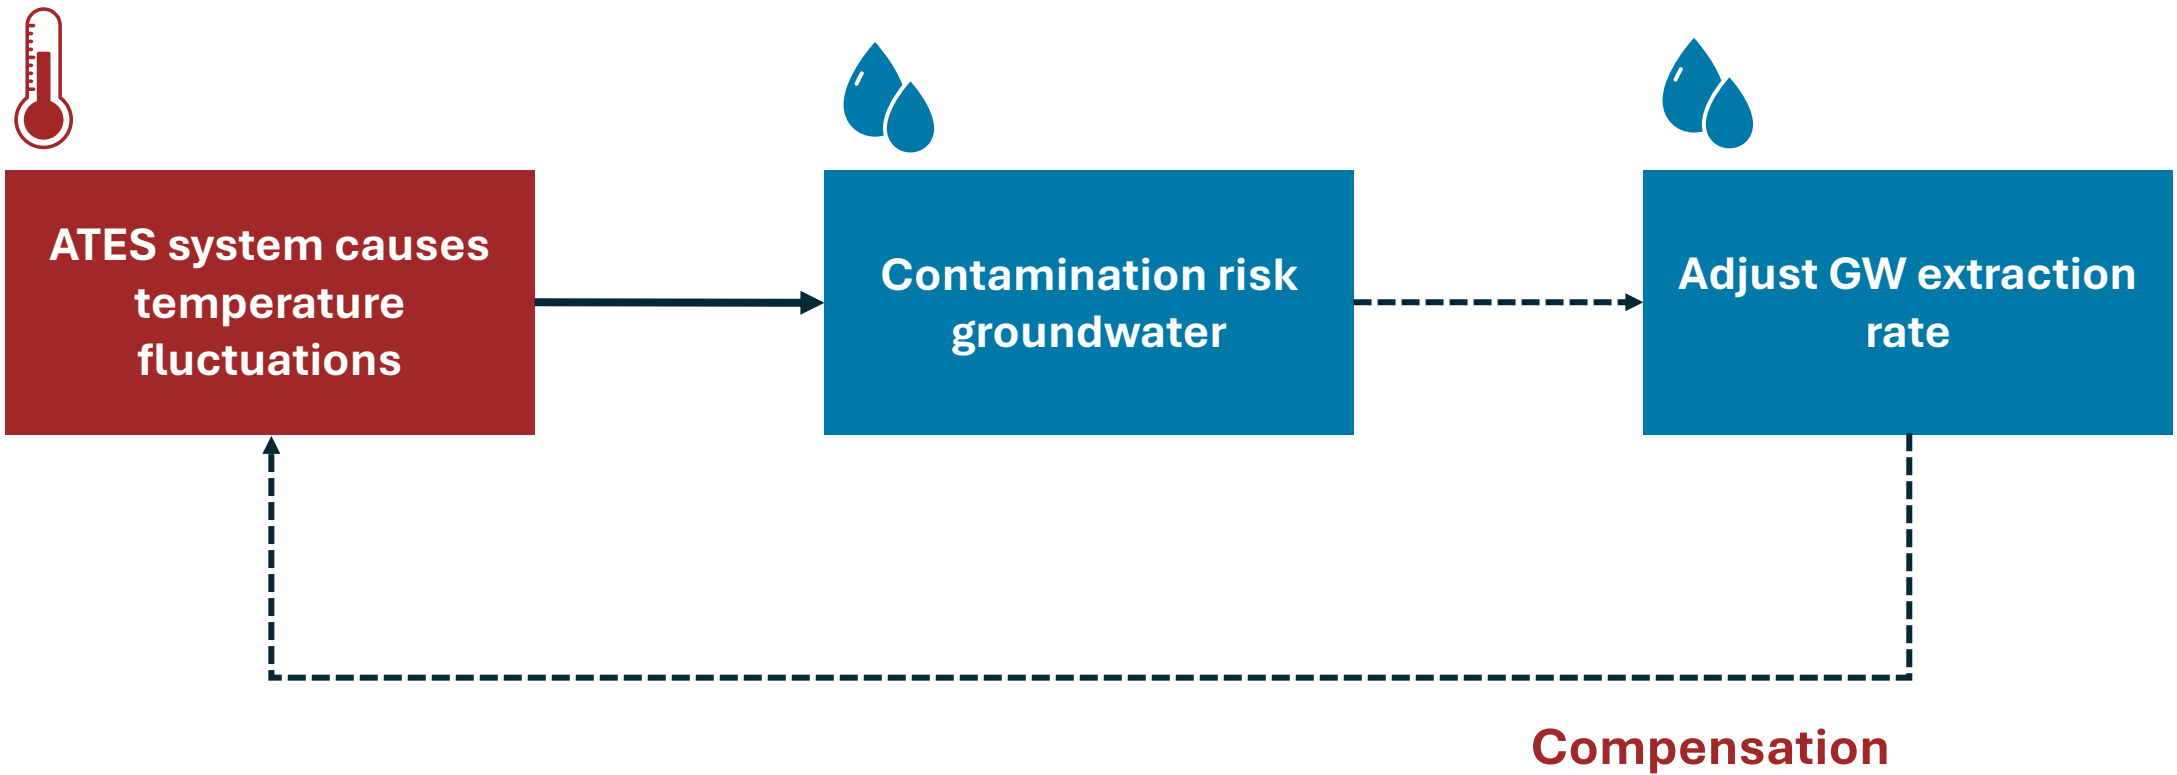 ATES system causes
temperature
fluctuations
Contamination risk
groundwater
Adjust GW extraction
rate
Compensation